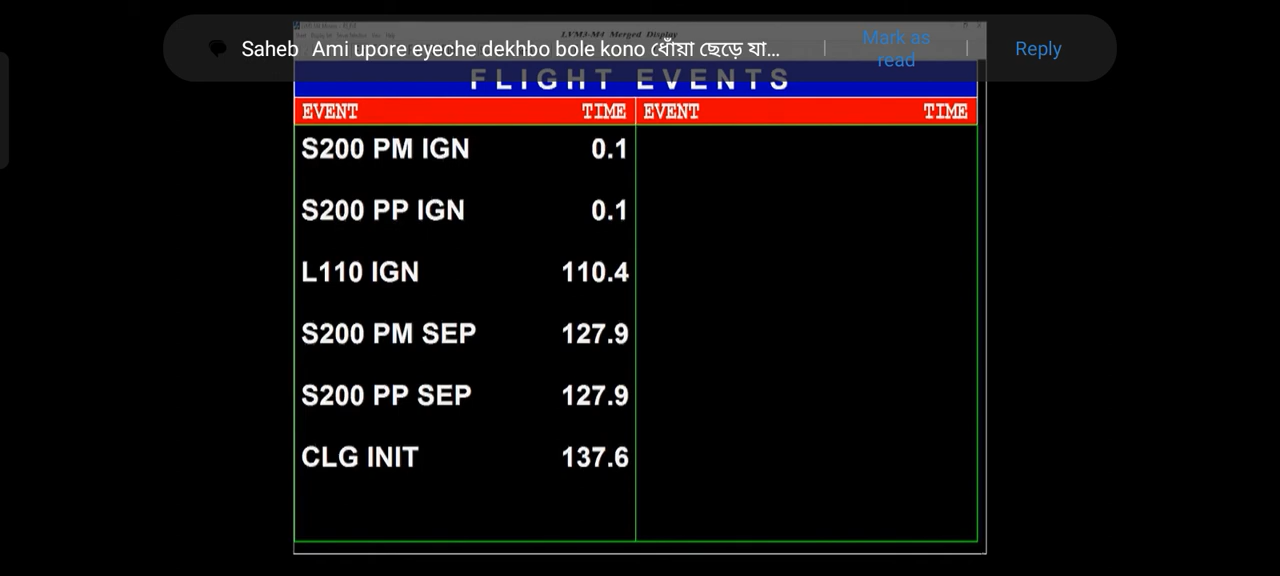 LVM3-M4 Merged Display
Saheb Ami upore eyeche dekhbo bole kono ধোঁয়া ছেড়ে যা...
Mark as read
Reply
FLIGHT EVENTS
EVENT TIME EVENT TIME
S200 PM IGN 0.1
S200 PP IGN 0.1
L110 IGN 110.4
S200 PM SEP 127.9
S200 PP SEP 127.9
CLG INIT 137.6